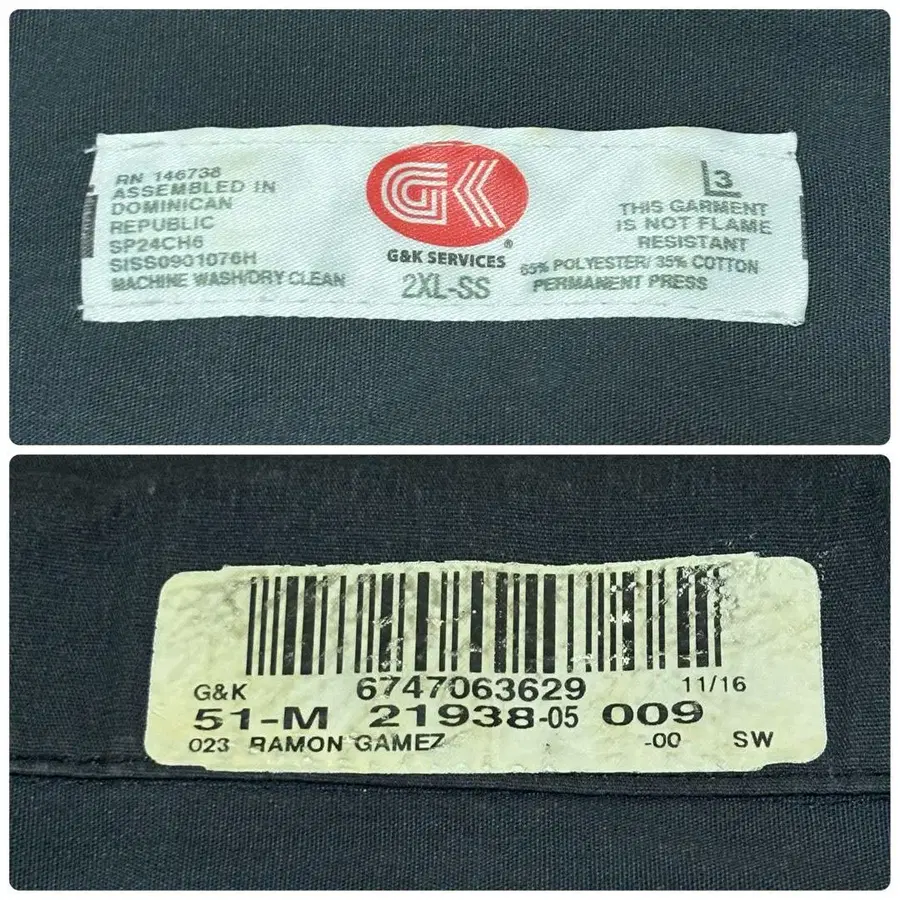 RN 146738
ASSEMBLED IN
DOMINICAN
REPUBLIC
SP24CH6
SISS0901076H
MACHINE WASH/DRY CLEAN
GK
®
G&K SERVICES
2XL-SS
L3
THIS GARMENT
IS NOT FLAME
RESISTANT
65% POLYESTER/ 35% COTTON
PERMANENT PRESS
G&K 6747063629 11/16
51-M 21938-05 009
023 RAMON GAMEZ -00 SW